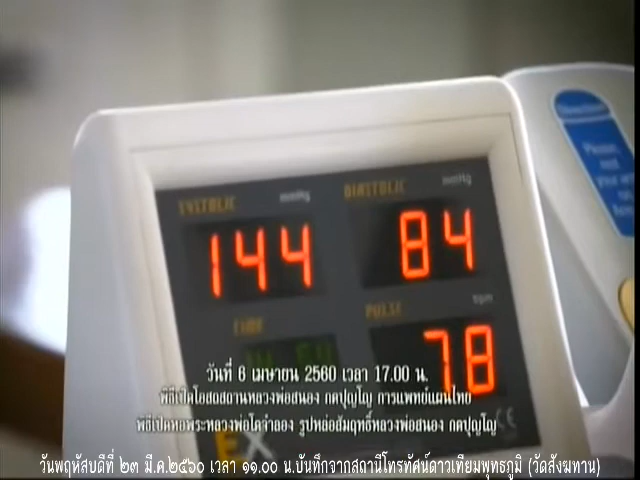 SYSTOLIC mmHg DIASTOLIC mmHg
144 84
TIME PULSE
78
วันที่ 6 เมษายน 2560 เวลา 17.00 น.
พิธีเปิดโอสถสถานหลวงพ่อสนอง กตปุญโญ การแพทย์แผนไทย
พิธีเปิดหอพระหลวงพ่อโตจำลอง รูปหล่อสัมฤทธิ์หลวงพ่อสนอง กตปุญโญ
EX CE
วันพฤหัสบดีที่ ๒๓ มี.ค.๒๕๖๐ เวลา ๑๑.๐๐ น.บันทึกจากสถานีโทรทัศน์ดาวเทียมพุทธภูมิ (วัดสังฆทาน)